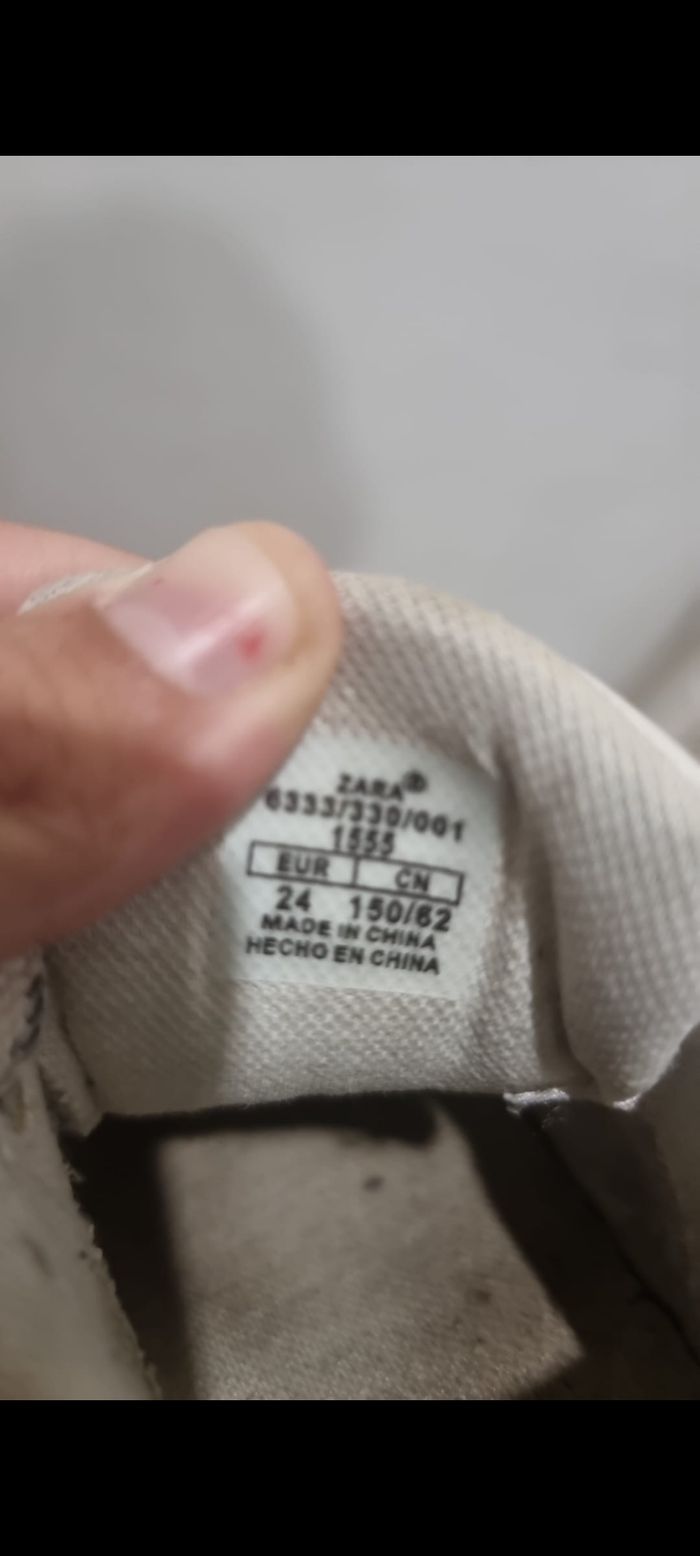 ZARA®
6333/330/001
1555
EUR CN
24 150/62
MADE IN CHINA
HECHO EN CHINA